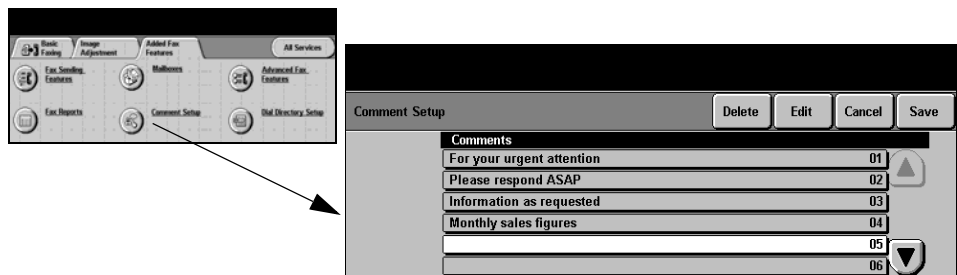 Basic Faxing
Image Adjustment
Added Fax Features
All Services
Fax Sending Features
Mailboxes
Advanced Fax Features
Fax Reports
Comment Setup
Dial Directory Setup
Comment Setup
Delete
Edit
Cancel
Save
Comments
For your urgent attention 01
Please respond ASAP 02
Information as requested 03
Monthly sales figures 04
05
06